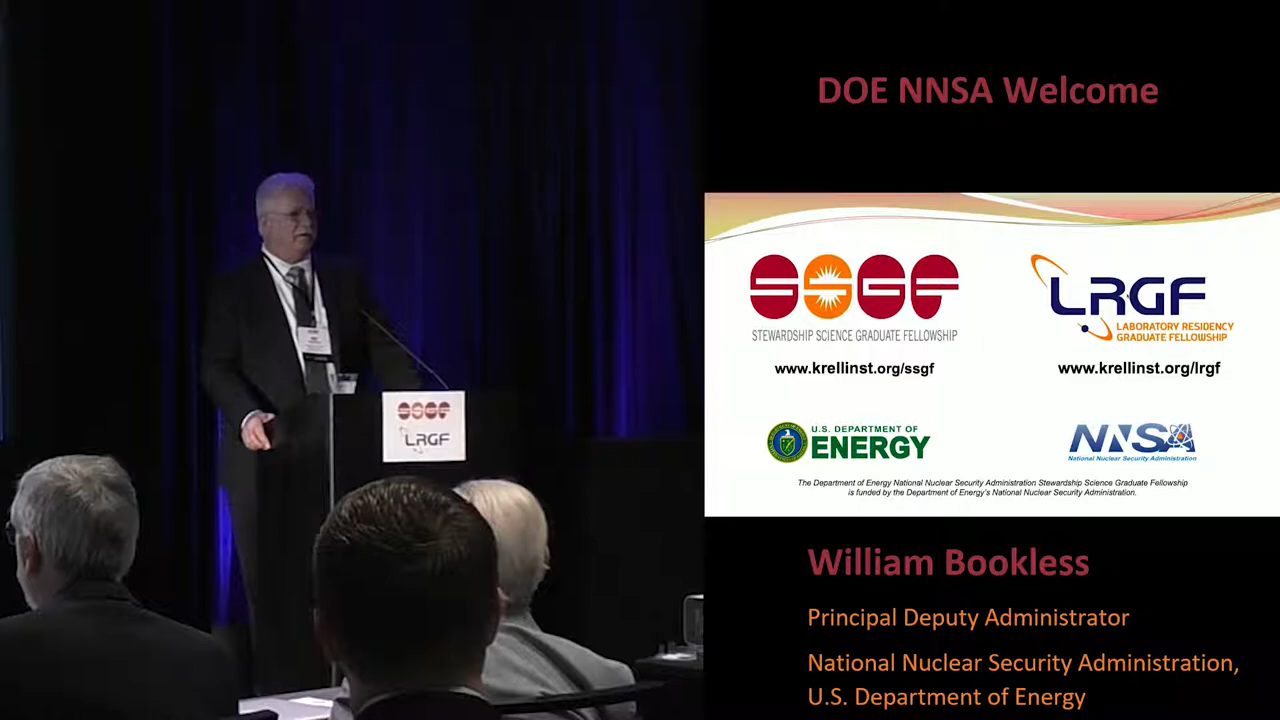 DOE NNSA Welcome
SSGF
STEWARDSHIP SCIENCE GRADUATE FELLOWSHIP
www.krellinst.org/ssgf
LRGF
LABORATORY RESIDENCY
GRADUATE FELLOWSHIP
www.krellinst.org/lrgf
U.S. DEPARTMENT OF
ENERGY
NNSA
National Nuclear Security Administration
The Department of Energy National Nuclear Security Administration Stewardship Science Graduate Fellowship
is funded by the Department of Energy's National Nuclear Security Administration.
SSGF
LRGF
William Bookless
Principal Deputy Administrator
National Nuclear Security Administration,
U.S. Department of Energy